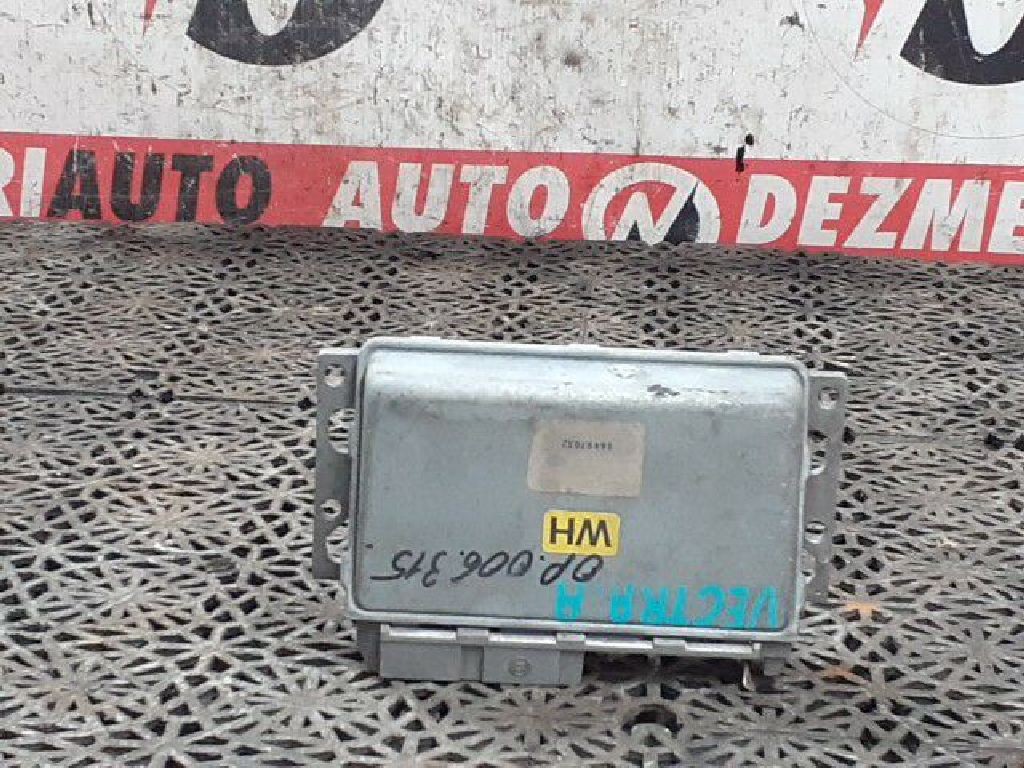 RIAUTO AUTO DEZME
VECTRA A
OP.006.315
WH